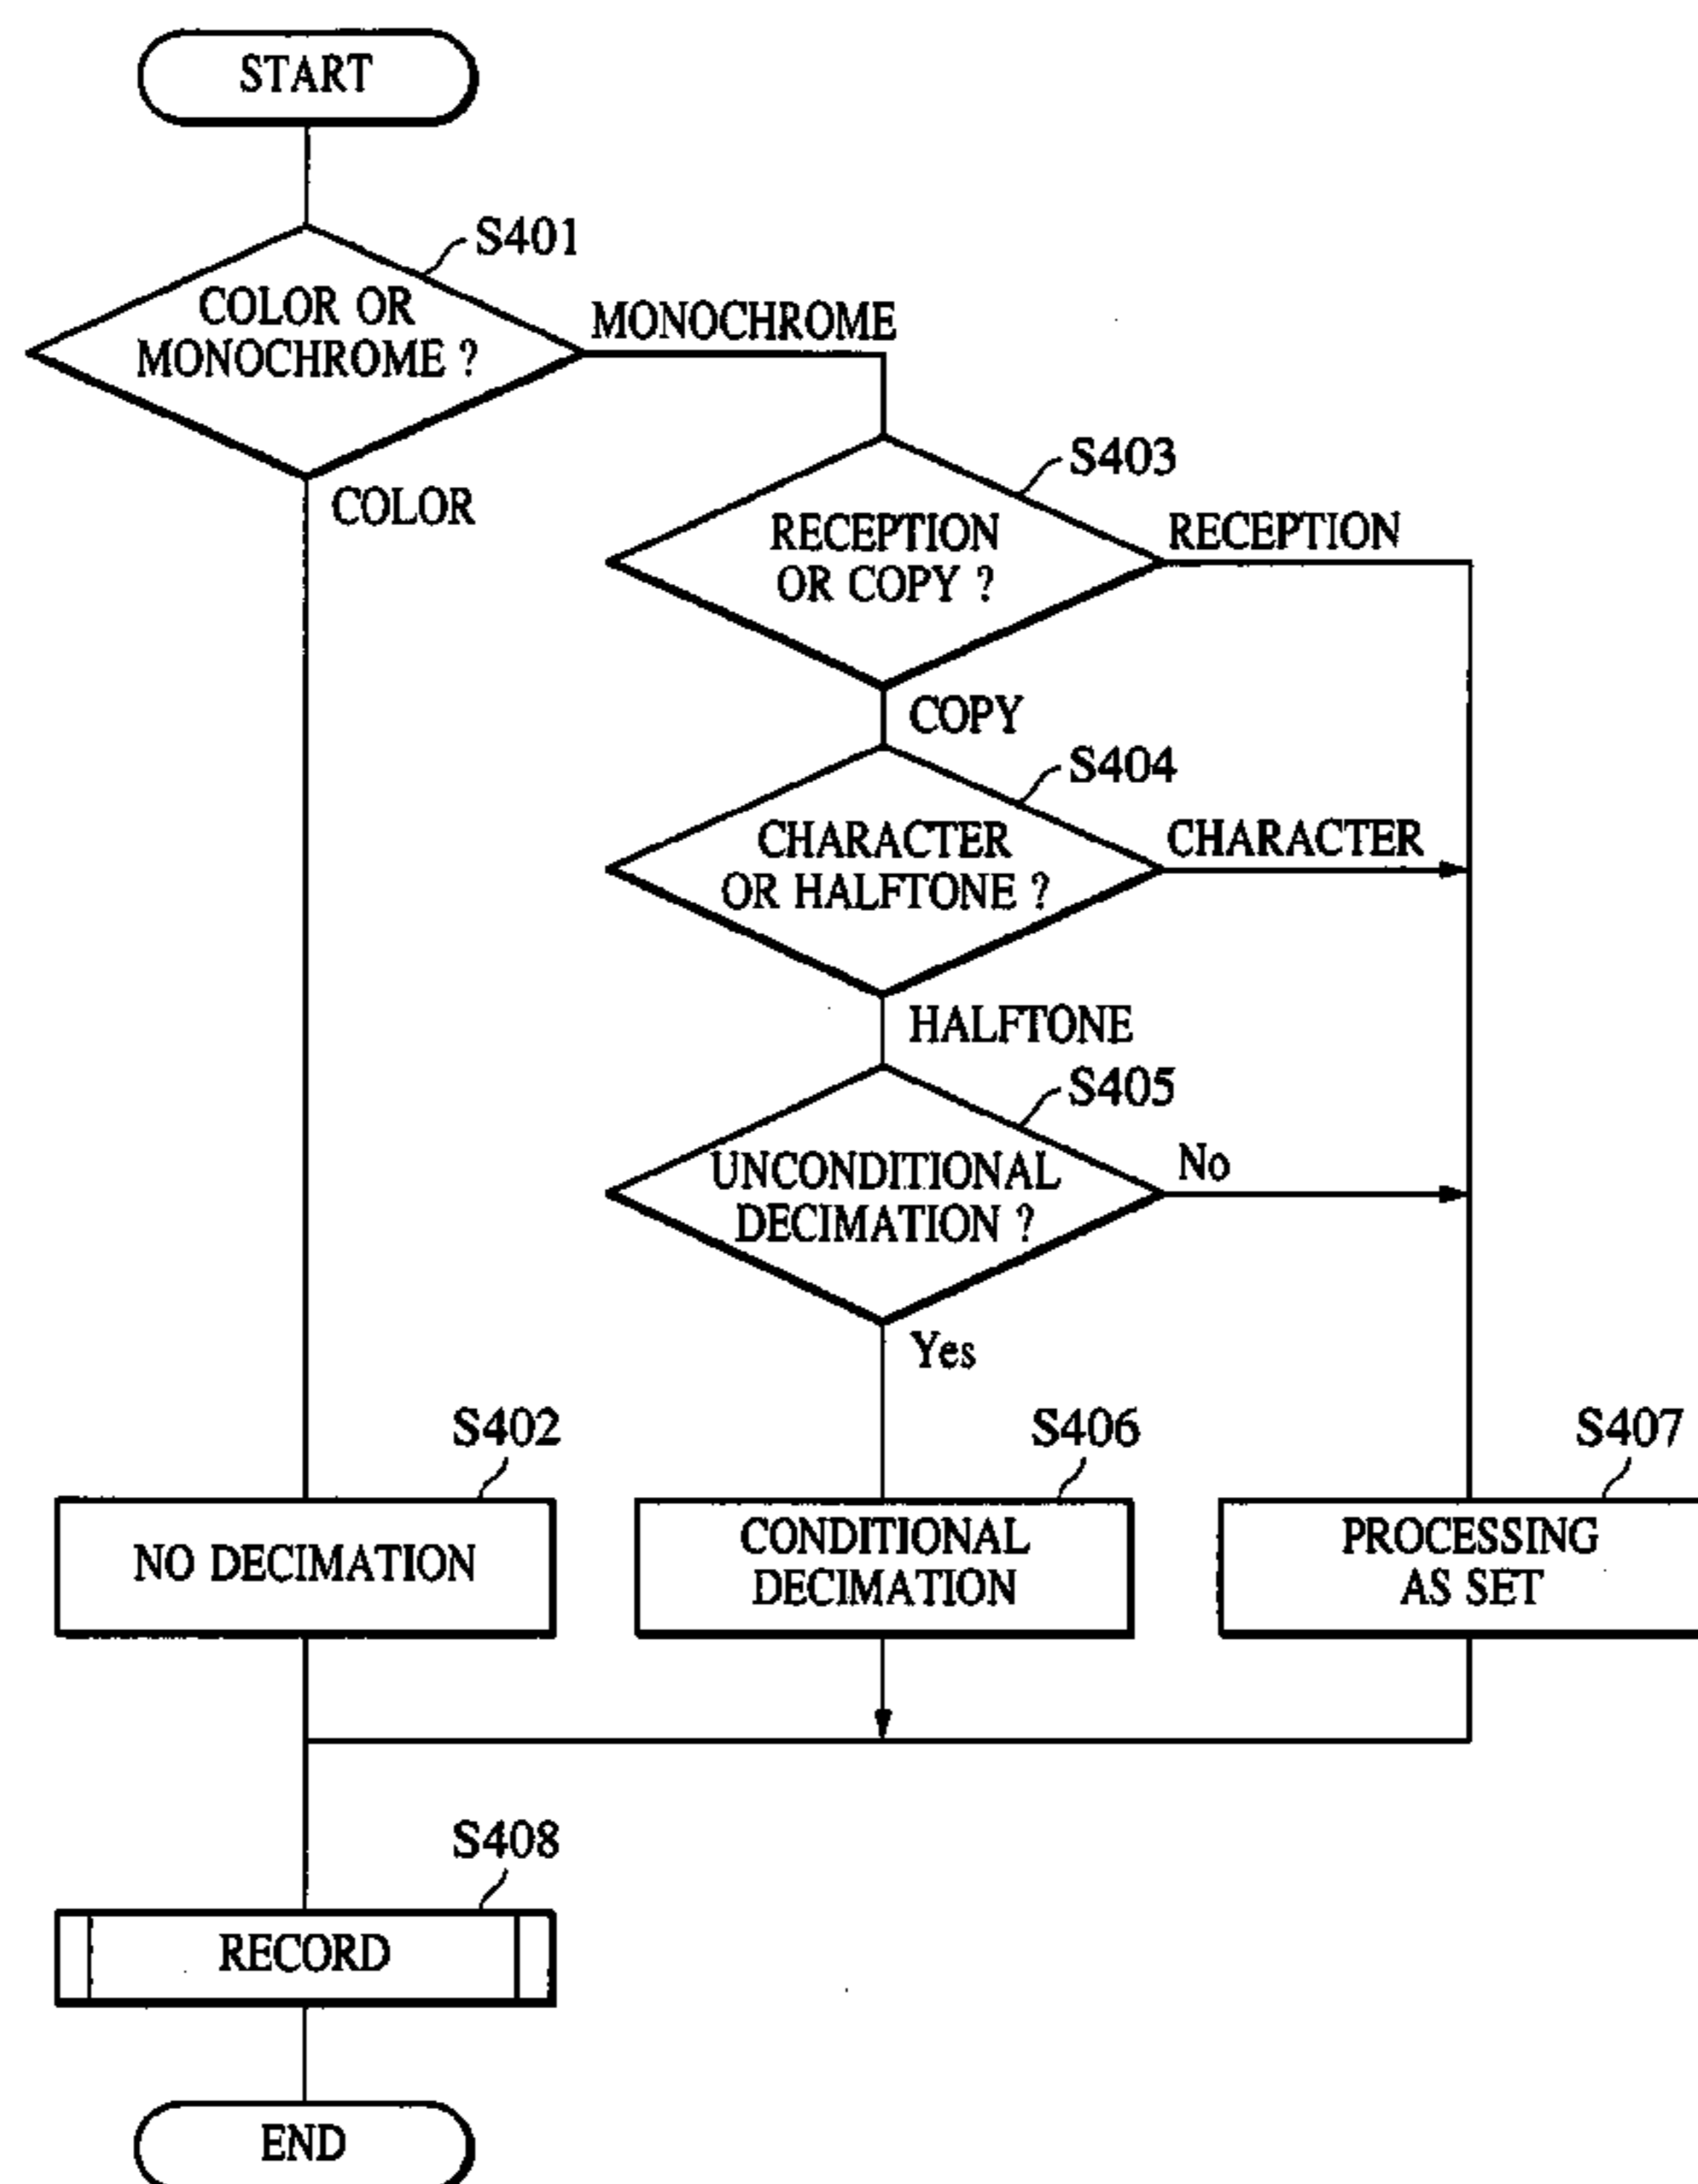 START
S401
COLOR OR
MONOCHROME ?
MONOCHROME
COLOR
S403
RECEPTION
OR COPY ?
RECEPTION
COPY
S404
CHARACTER
OR HALFTONE ?
CHARACTER
HALFTONE
S405
UNCONDITIONAL
DECIMATION ?
No
Yes
S402
NO DECIMATION
S406
CONDITIONAL
DECIMATION
S407
PROCESSING
AS SET
S408
RECORD
END